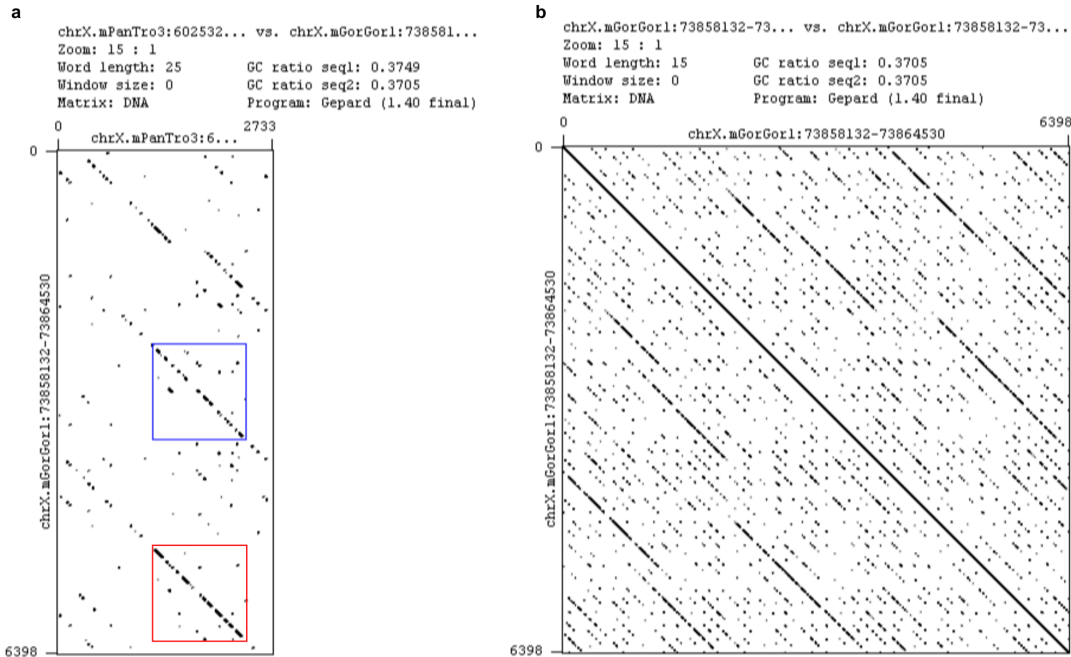 a
chrX.mPanTro3:602532... vs. chrX.mGorGor1:738581...
Zoom: 15 : 1
Word length: 25 GC ratio seq1: 0.3749
Window size: 0 GC ratio seq2: 0.3705
Matrix: DNA Program: Gepard (1.40 final)
0 2733
chrX.mPanTro3:6...
0
chrX.mGorGor1:73858132-73864530
6398
b
chrX.mGorGor1:73858132-73... vs. chrX.mGorGor1:73858132-73...
Zoom: 15 : 1
Word length: 15 GC ratio seq1: 0.3705
Window size: 0 GC ratio seq2: 0.3705
Matrix: DNA Program: Gepard (1.40 final)
0 6398
chrX.mGorGor1:73858132-73864530
0
chrX.mGorGor1:73858132-73864530
6398